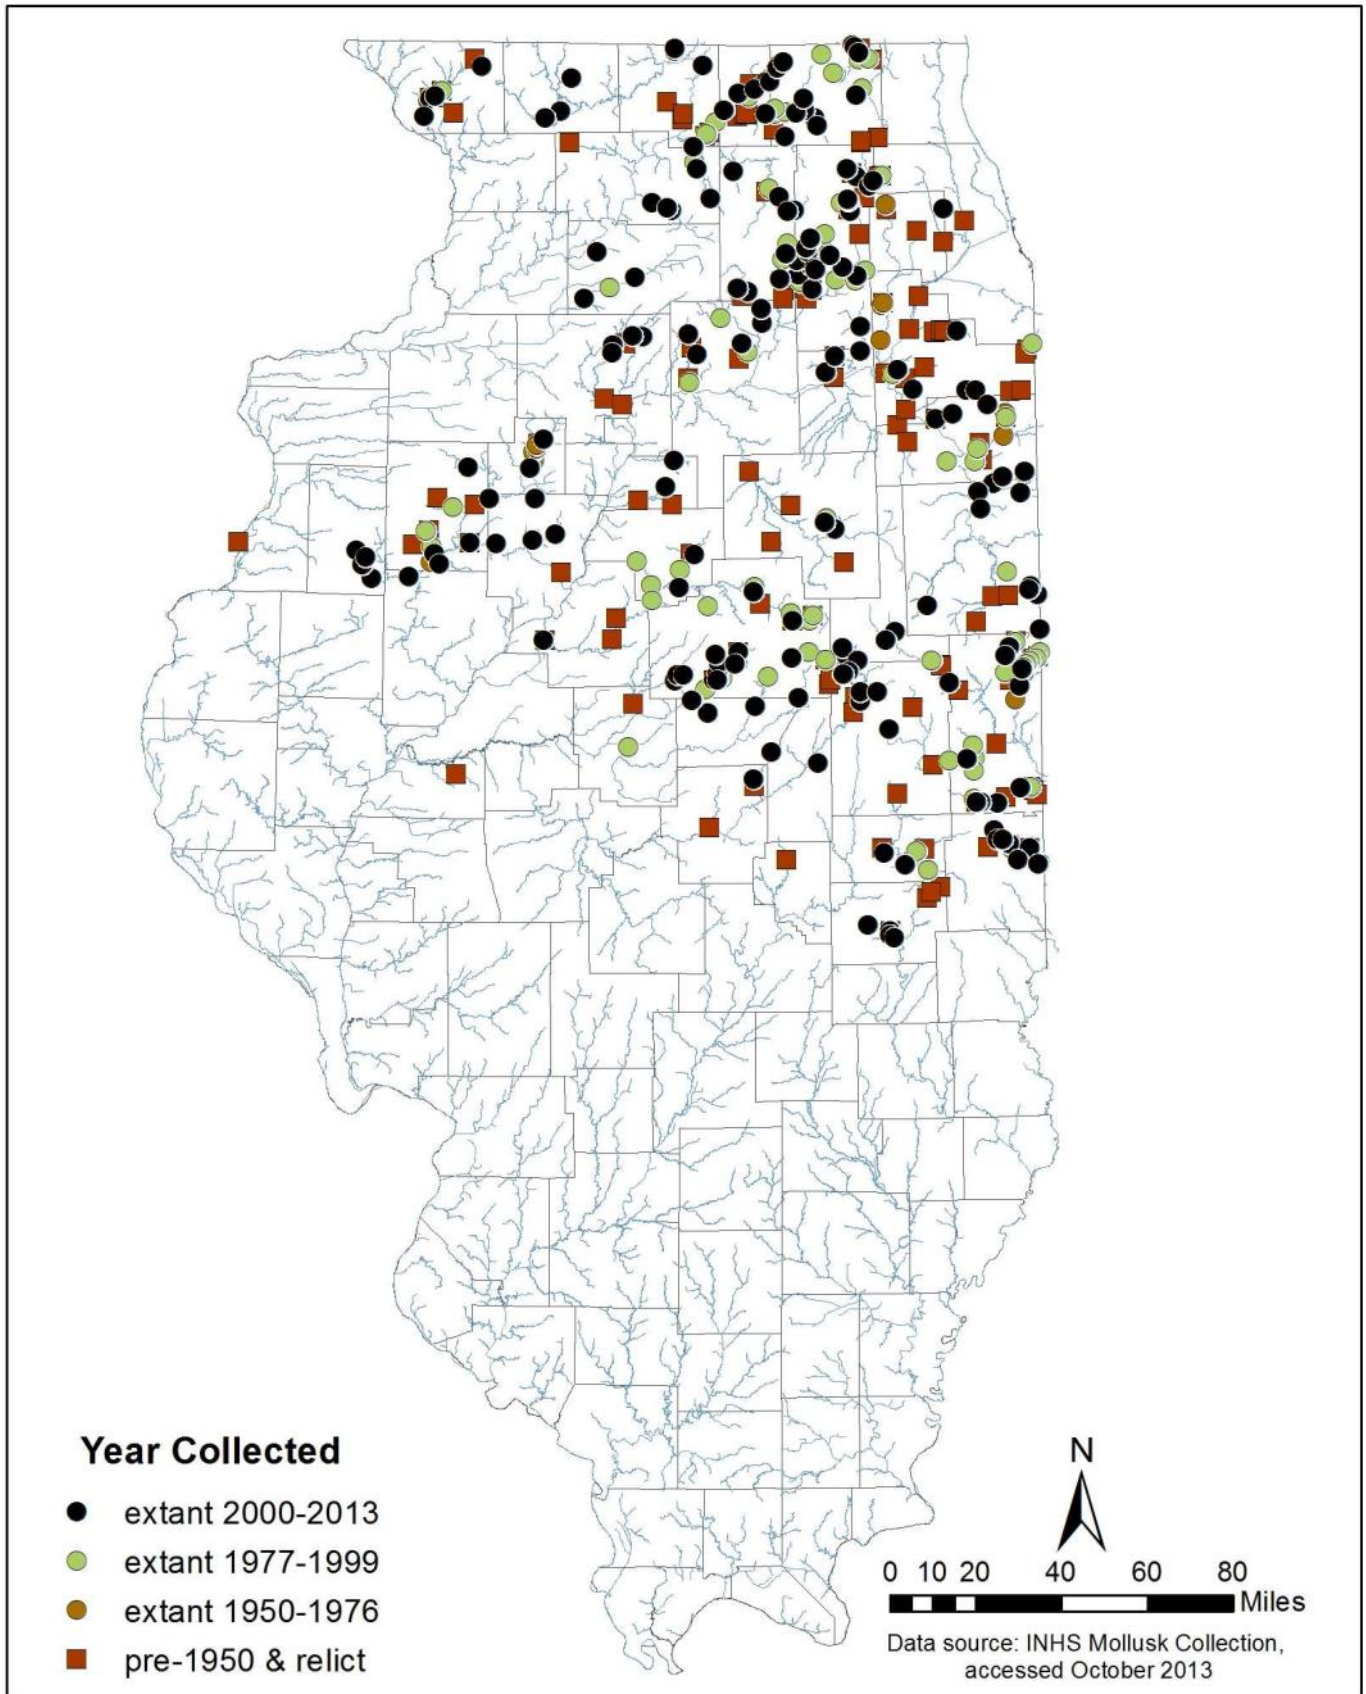 Year Collected
extant 2000-2013
extant 1977-1999
extant 1950-1976
pre-1950 & relict
N
0 10 20 40 60 80
Miles
Data source: INHS Mollusk Collection,
accessed October 2013